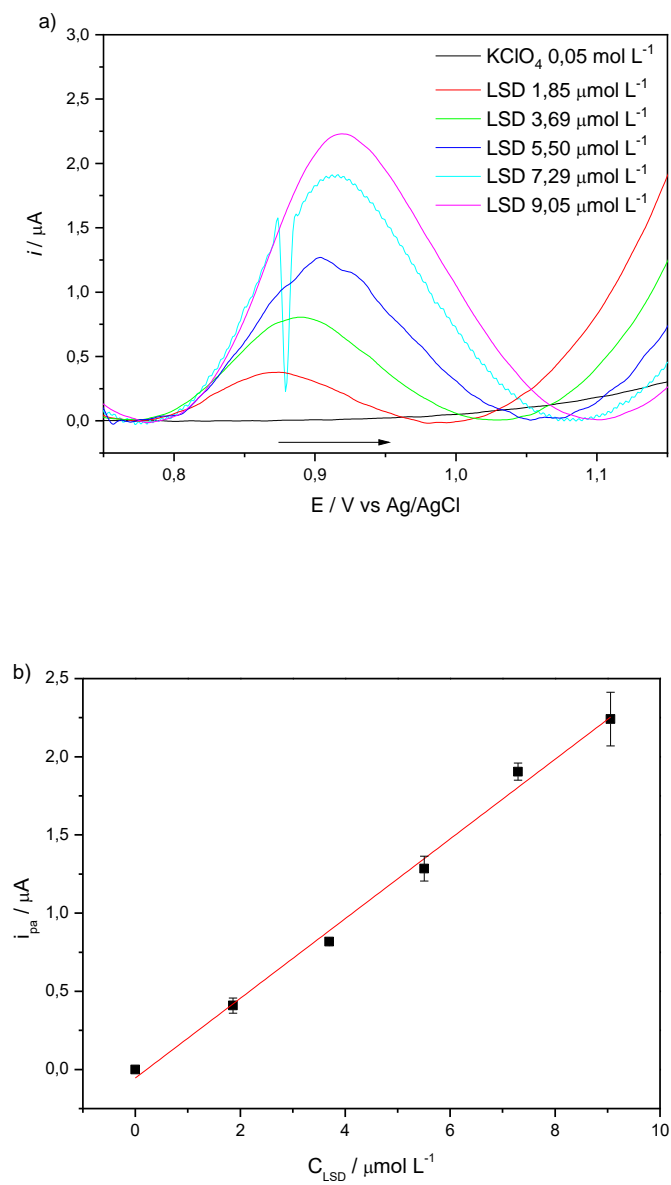 a)
3,0
2,5
2,0
1,5
1,0
0,5
0,0
i / μA
KClO₄ 0,05 mol L⁻¹
LSD 1,85 μmol L⁻¹
LSD 3,69 μmol L⁻¹
LSD 5,50 μmol L⁻¹
LSD 7,29 μmol L⁻¹
LSD 9,05 μmol L⁻¹
0,8 0,9 1,0 1,1
E / V vs Ag/AgCl
b)
2,5
2,0
1,5
1,0
0,5
0,0
i_pa / μA
0 2 4 6 8 10
C_LSD / μmol L⁻¹